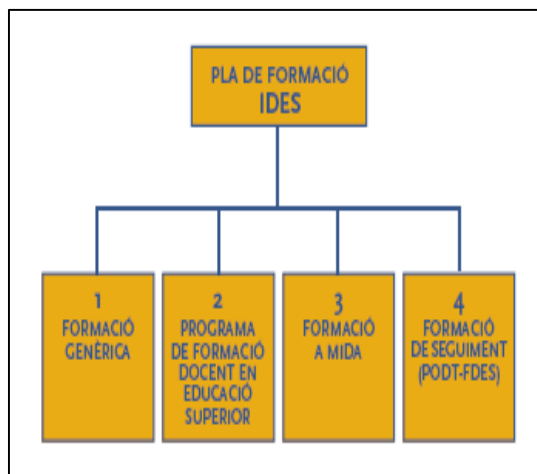 PLA DE FORMACIÓ
IDES
1
FORMACIÓ
GENÈRICA
2
PROGRAMA
DE FORMACIÓ
DOCENT EN
EDUCACIÓ
SUPERIOR
3
FORMACIÓ
A MIDA
4
FORMACIÓ
DE SEGUIMENT
(PODT-FDES)